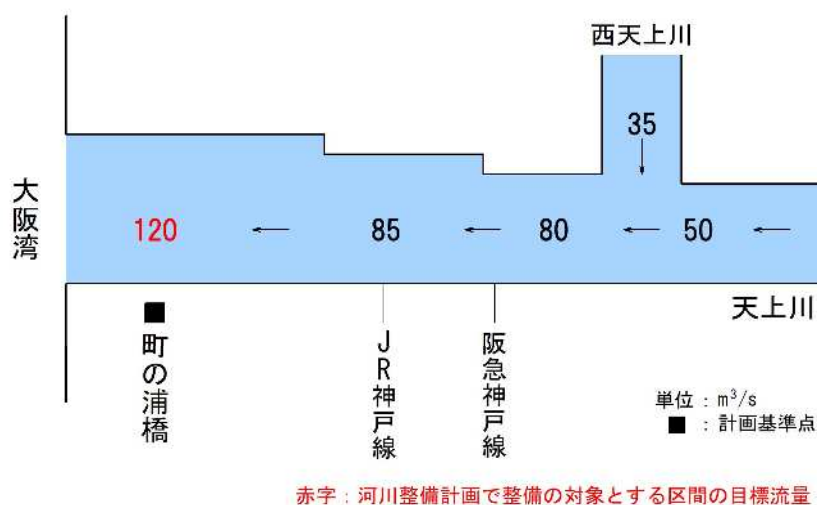 西天上川
35
大阪湾
120 ← 85 ← 80 ← 50 ←
天上川
■
町の浦橋
JR神戸線
阪急神戸線
単位：m³/s
■：計画基準点
赤字：河川整備計画で整備の対象とする区間の目標流量